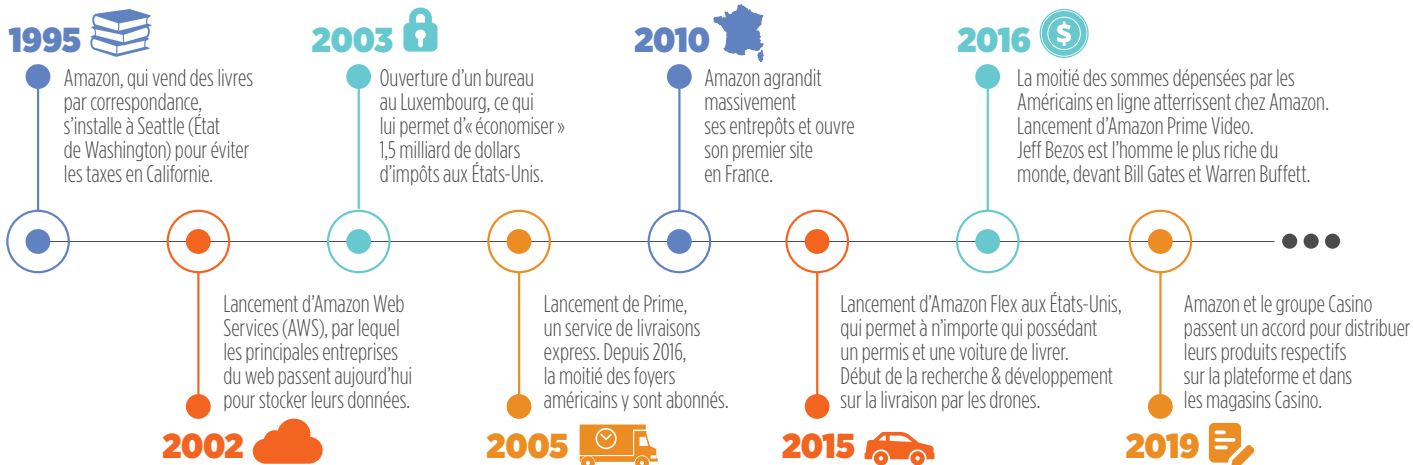 1995
Amazon, qui vend des livres
par correspondance,
s’installe à Seattle (État
de Washington) pour éviter
les taxes en Californie.
2002
Lancement d’Amazon Web
Services (AWS), par lequel
les principales entreprises
du web passent aujourd’hui
pour stocker leurs données.
2003
Ouverture d’un bureau
au Luxembourg, ce qui
lui permet d’« économiser »
1,5 milliard de dollars
d’impôts aux États-Unis.
2005
Lancement de Prime,
un service de livraisons
express. Depuis 2016,
la moitié des foyers
américains y sont abonnés.
2010
Amazon agrandit
massivement
ses entrepôts et ouvre
son premier site
en France.
2015
Lancement d’Amazon Flex aux États-Unis,
qui permet à n’importe qui possédant
un permis et une voiture de livrer.
Début de la recherche & développement
sur la livraison par les drones.
2016
$
La moitié des sommes dépensées par les
Américains en ligne atterrissent chez Amazon.
Lancement d’Amazon Prime Video.
Jeff Bezos est l’homme le plus riche du
monde, devant Bill Gates et Warren Buffett.
2019
Amazon et le groupe Casino
passent un accord pour distribuer
leurs produits respectifs
sur la plateforme et dans
les magasins Casino.